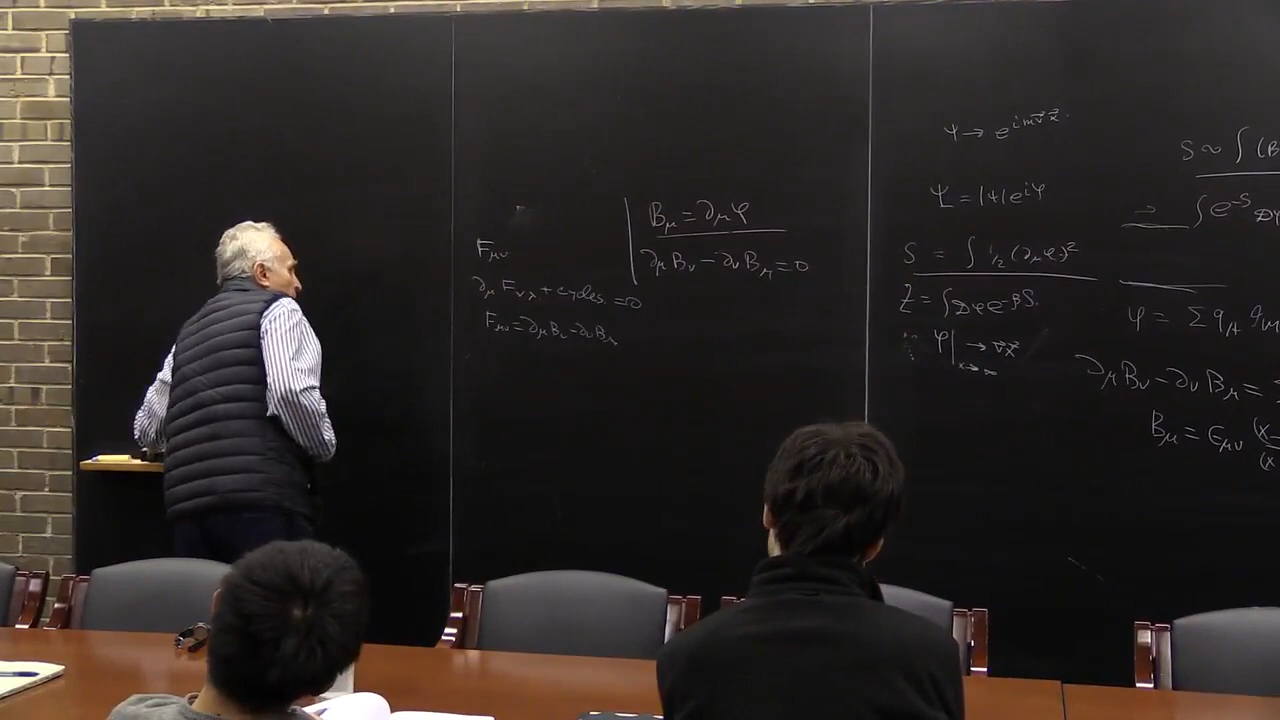 F_μν
∂_μ F_νλ + cycles. = 0
F_μν = ∂_μ B_ν - ∂_ν B_μ
B_μ = ∂_μ φ
∂_μ B_ν - ∂_ν B_μ = 0
Ψ → e^{i m v⃗ x⃗}
Ψ = |Ψ| e^{iφ}
S = ∫ 1/2 (∂_μ φ)^2
Z = ∫ Dφ e^{-βS}
φ|_{x→∞} → v⃗x⃗
S ~ ∫ (B
∫ e^{-S} Dφ
φ = Σ q_A
∂_μ B_ν - ∂_ν B_μ =
B_μ = ε_μν (x-
(x